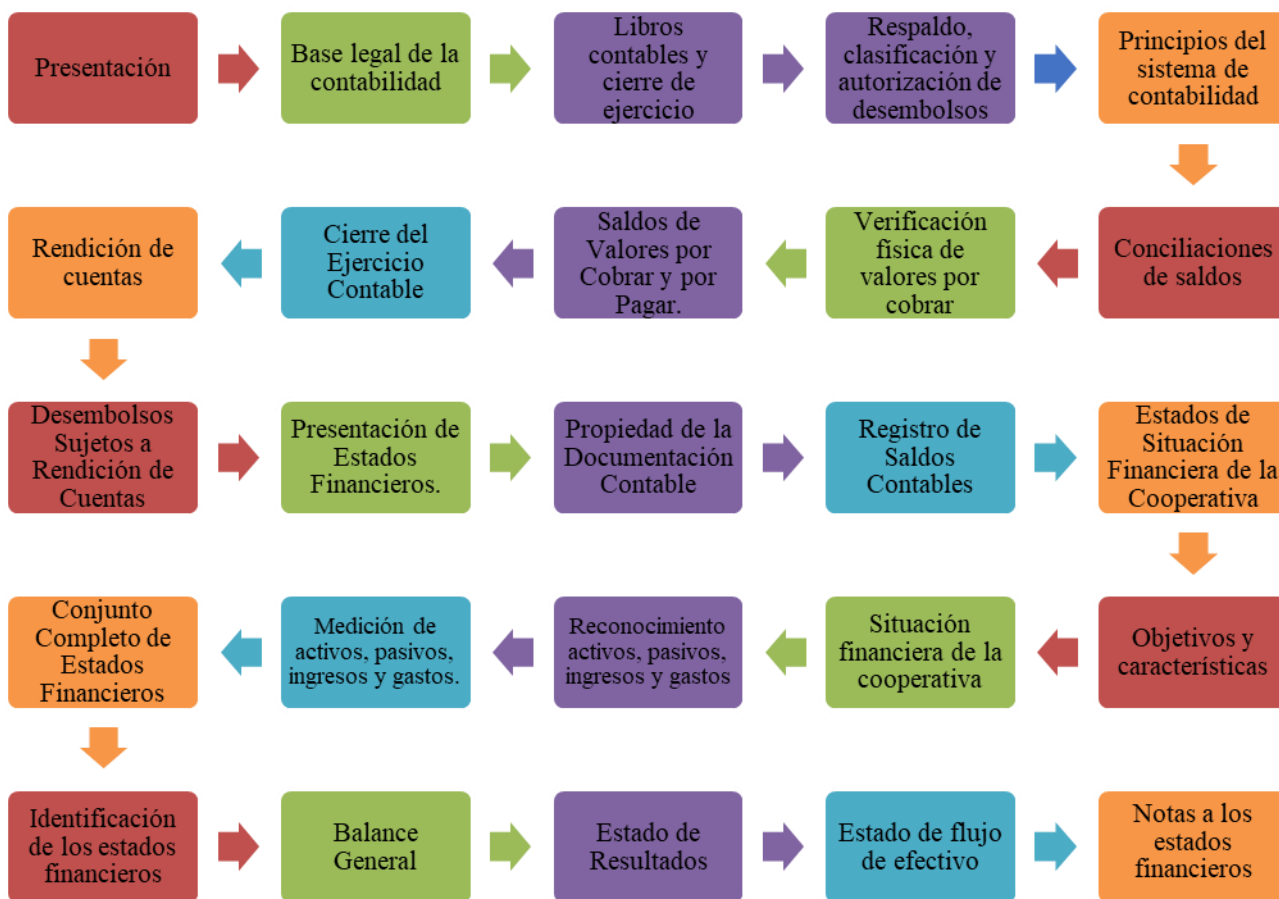 Presentación
Base legal de la
contabilidad
Libros
contables y
cierre de
ejercicio
Respaldo,
clasificación y
autorización de
desembolsos
Principios del
sistema de
contabilidad
Conciliaciones
de saldos
Verificación
física de
valores por
cobrar
Saldos de
Valores por
Cobrar y por
Pagar.
Cierre del
Ejercicio
Contable
Rendición de
cuentas
Desembolsos
Sujetos a
Rendición de
Cuentas
Presentación de
Estados
Financieros.
Propiedad de la
Documentación
Contable
Registro de
Saldos
Contables
Estados de
Situación
Financiera de la
Cooperativa
Objetivos y
características
Situación
financiera de la
cooperativa
Reconocimiento
activos, pasivos,
ingresos y gastos
Medición de
activos, pasivos,
ingresos y gastos.
Conjunto
Completo de
Estados
Financieros
Identificación
de los estados
financieros
Balance
General
Estado de
Resultados
Estado de flujo
de efectivo
Notas a los
estados
financieros